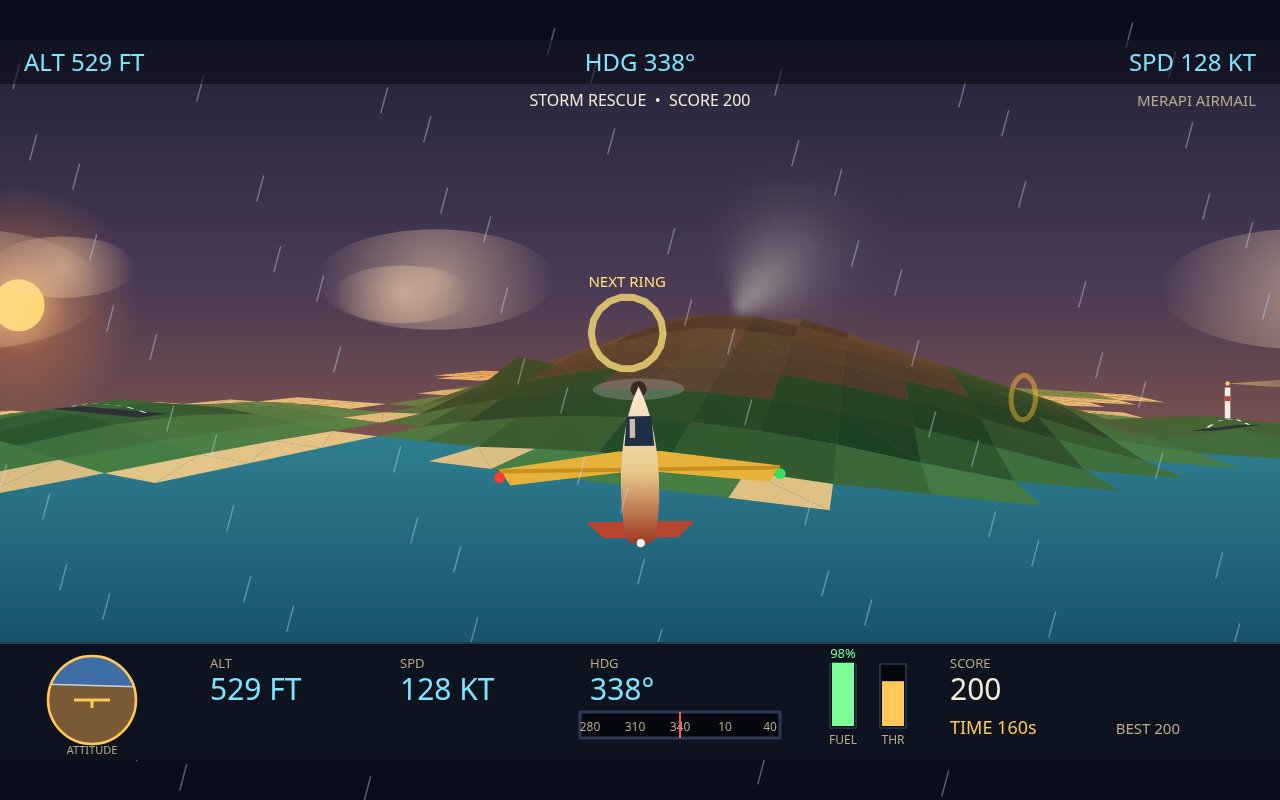 ALT 529 FT
HDG 338°
SPD 128 KT
STORM RESCUE • SCORE 200
MERAPI AIRMAIL
NEXT RING
ATTITUDE
ALT
529 FT
SPD
128 KT
HDG
338°
280 310 340 10 40
98%
FUEL
THR
SCORE
200
TIME 160s
BEST 200